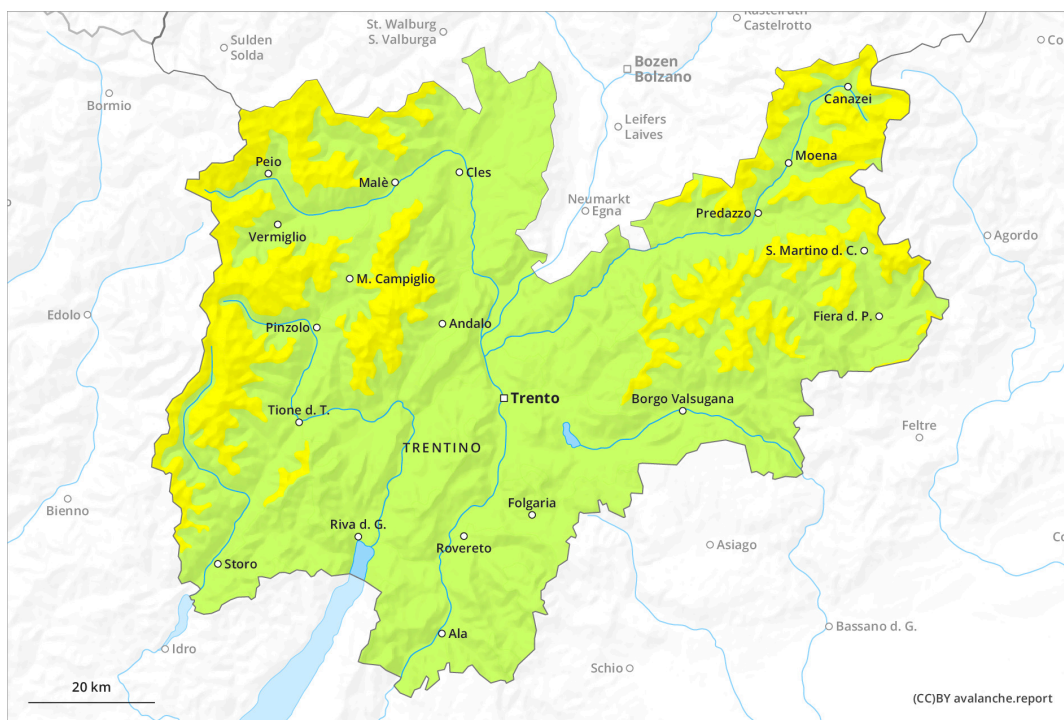 St. Walburg
S. Valburga
Kastelruth
Castelrotto
Sulden
Solda
Bozen
Bolzano
Bormio
Canazei
Leifers
Laives
Moena
Peio
Malè
Cles
Neumarkt
Egna
Predazzo
Vermiglio
Agordo
S. Martino d. C.
M. Campiglio
Edolo
Pinzolo
Andalo
Fiera d. P.
Trento
Borgo Valsugana
Tione d. T.
Feltre
TRENTINO
Bienno
Folgaria
Riva d. G.
Rovereto
Asiago
Storo
Ala
Bassano d. G.
Idro
Schio
20 km
(CC)BY avalanche.report